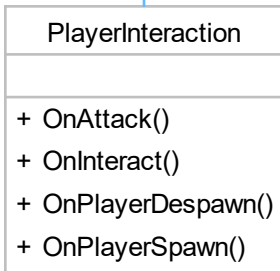 PlayerInteraction
+ OnAttack()
+ OnInteract()
+ OnPlayerDespawn()
+ OnPlayerSpawn()